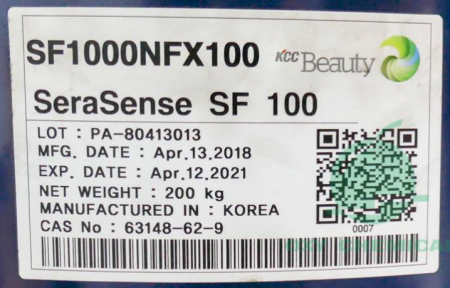 SF1000NFX100
KCC Beauty
SeraSense SF 100
LOT : PA-80413013
MFG. DATE : Apr.13.2018
EXP. DATE : Apr.12.2021
NET WEIGHT : 200 kg
MANUFACTURED IN : KOREA
CAS No : 63148-62-9
0007